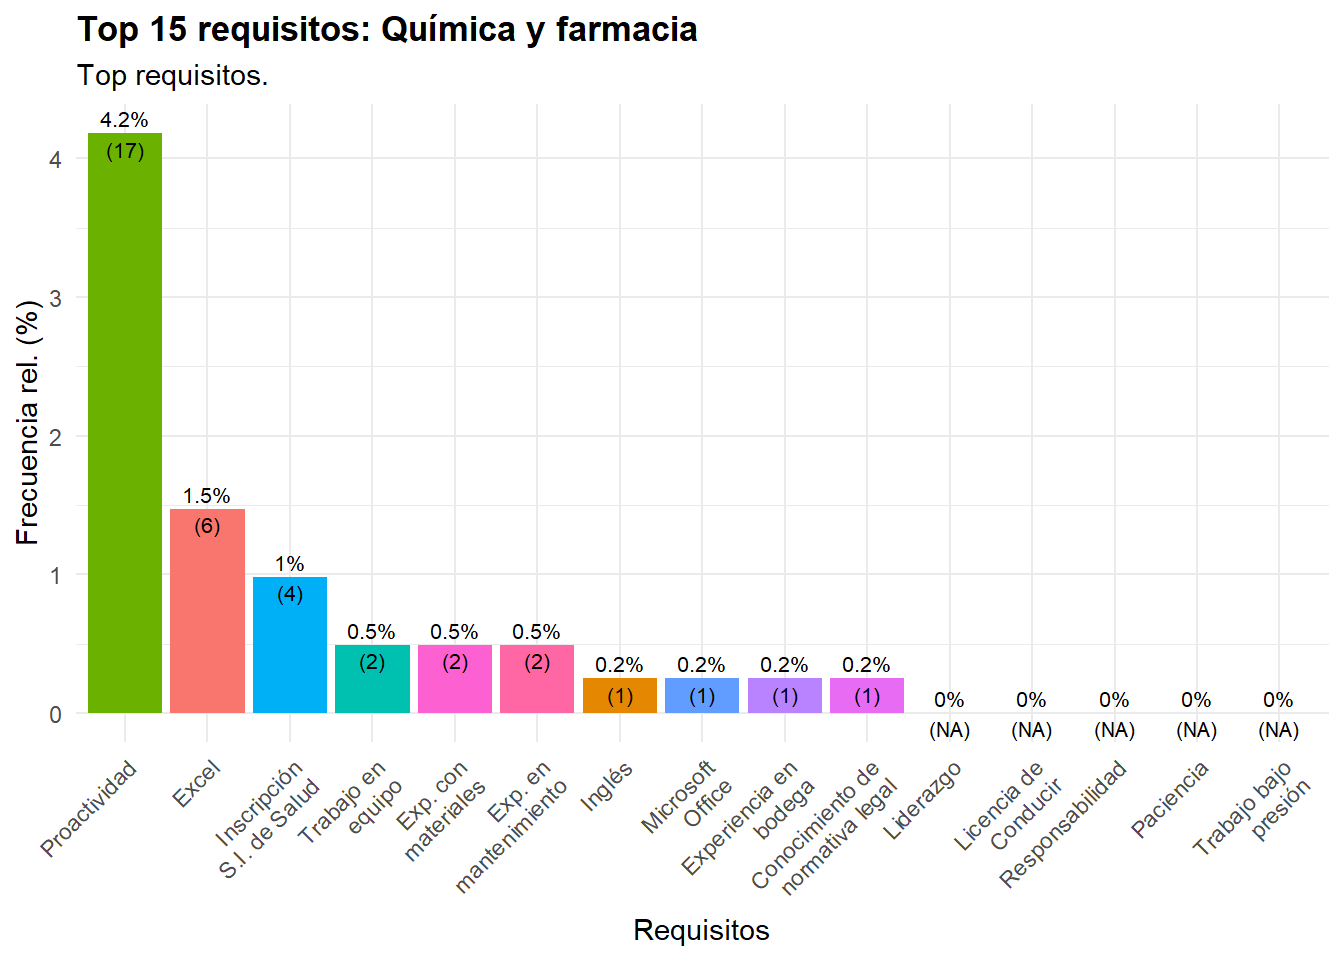 Top 15 requisitos: Química y farmacia
Top requisitos.
Frecuencia rel. (%)
4
3
2
1
0
4.2%
(17)
1.5%
(6)
1%
(4)
0.5%
(2)
0.5%
(2)
0.5%
(2)
0.2%
(1)
0.2%
(1)
0.2%
(1)
0.2%
(1)
0%
(NA)
0%
(NA)
0%
(NA)
0%
(NA)
0%
(NA)
Proactividad
Excel
Inscripción
S.I. de Salud
Trabajo en
equipo
Exp. con
materiales
Exp. en
mantenimiento
Inglés
Microsoft
Office
Experiencia en
bodega
Conocimiento de
normativa legal
Liderazgo
Licencia de
Conducir
Responsabilidad
Paciencia
Trabajo bajo
presión
Requisitos